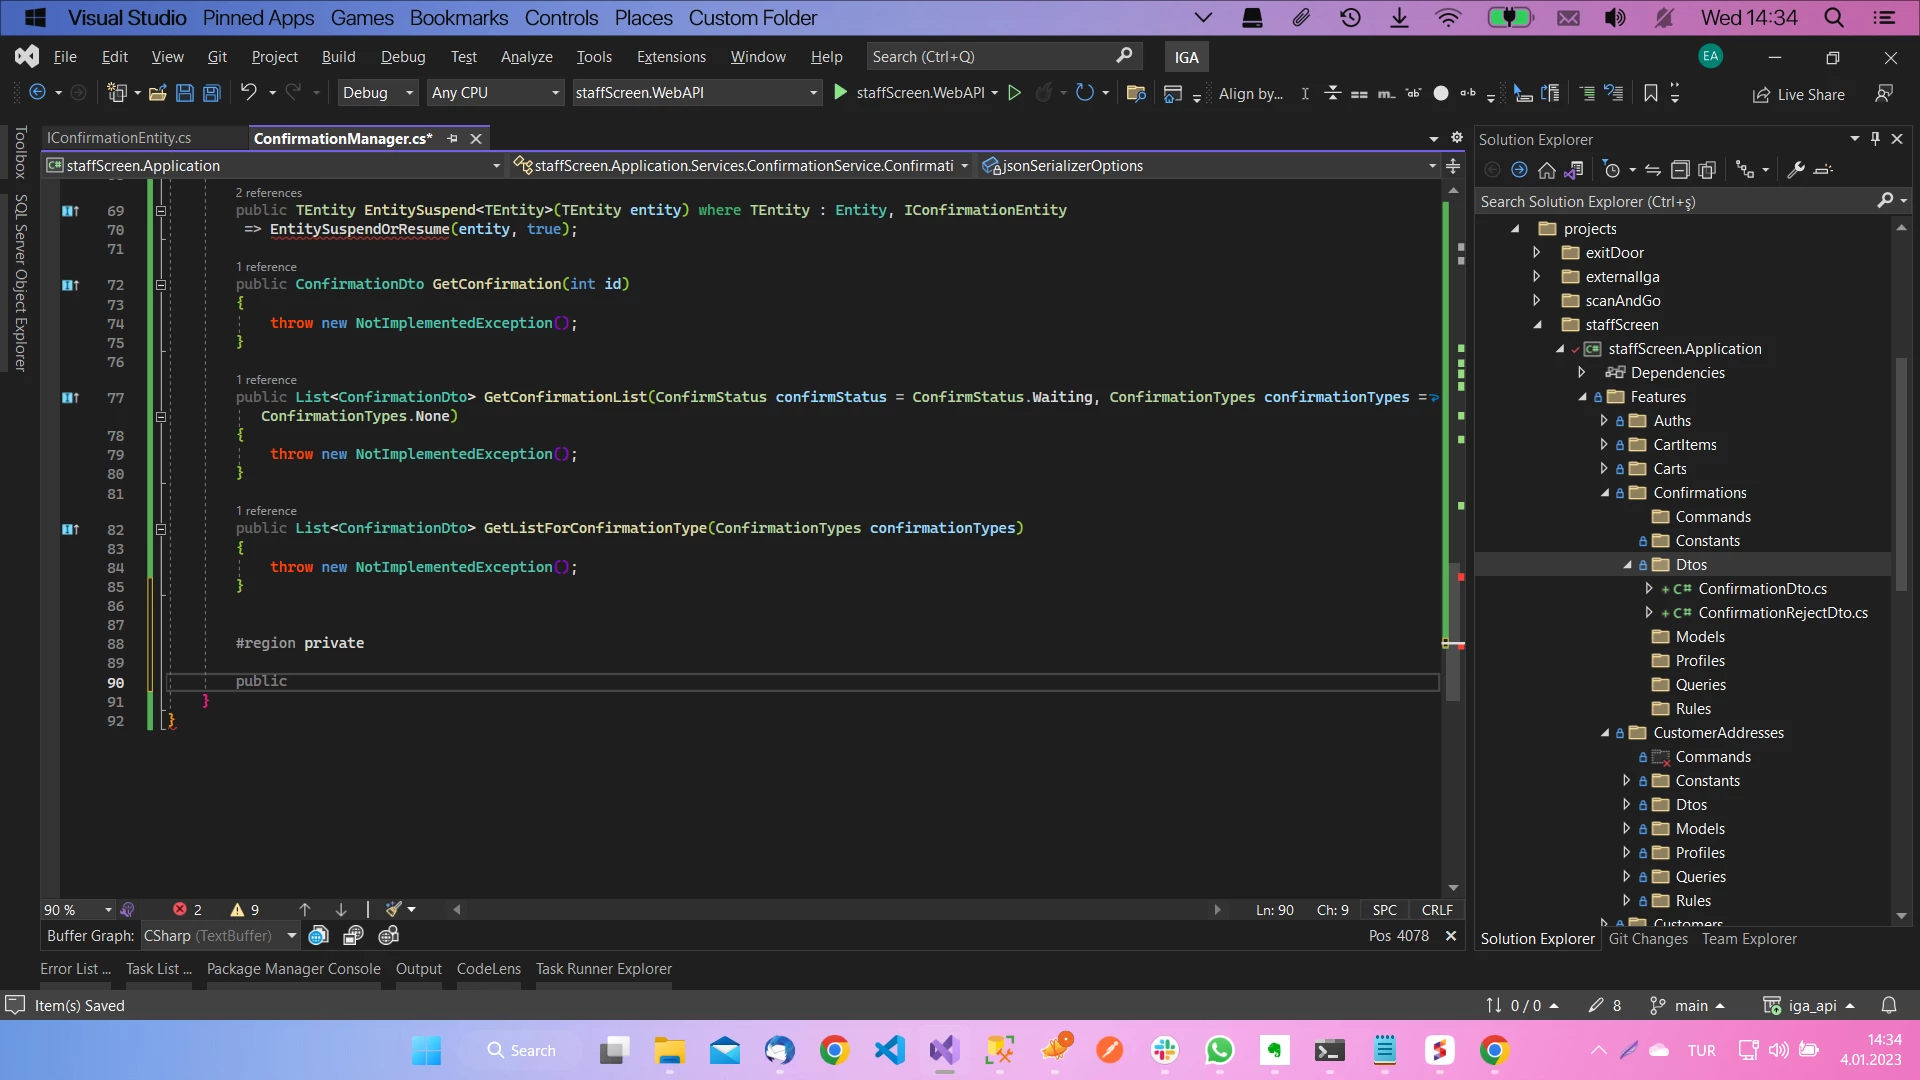 Visual Studio Pinned Apps Games Bookmarks Controls Places Custom Folder
Wed 14:34
File Edit View Git Project Build Debug Test Analyze Tools Extensions Window Help
Search (Ctrl+Q)
IGA
EA
Debug
Any CPU
staffScreen.WebAPI
staffScreen.WebAPI
Align by...
Live Share
Toolbox
SQL Server Object Explorer
IConfirmationEntity.cs
ConfirmationManager.cs*
staffScreen.Application
staffScreen.Application.Services.ConfirmationService.Confirmati
jsonSerializerOptions
2 references
69 public TEntity EntitySuspend<TEntity>(TEntity entity) where TEntity : Entity, IConfirmationEntity
70 => EntitySuspendOrResume(entity, true);
71
1 reference
72 public ConfirmationDto GetConfirmation(int id)
73 {
74 throw new NotImplementedException();
75 }
76
1 reference
77 public List<ConfirmationDto> GetConfirmationList(ConfirmStatus confirmStatus = ConfirmStatus.Waiting, ConfirmationTypes confirmationTypes =
ConfirmationTypes.None)
78 {
79 throw new NotImplementedException();
80 }
81
1 reference
82 public List<ConfirmationDto> GetListForConfirmationType(ConfirmationTypes confirmationTypes)
83 {
84 throw new NotImplementedException();
85 }
86
87
88 #region private
89
90 public
91 }
92 }
90 %
2
9
Ln: 90 Ch: 9 SPC CRLF
Buffer Graph: CSharp (TextBuffer)
Pos 4078
Error List ... Task List ... Package Manager Console Output CodeLens Task Runner Explorer
Solution Explorer
Search Solution Explorer (Ctrl+ş)
projects
exitDoor
externalIga
scanAndGo
staffScreen
staffScreen.Application
Dependencies
Features
Auths
CartItems
Carts
Confirmations
Commands
Constants
Dtos
ConfirmationDto.cs
ConfirmationRejectDto.cs
Models
Profiles
Queries
Rules
CustomerAddresses
Commands
Constants
Dtos
Models
Profiles
Queries
Rules
Customers
Solution Explorer Git Changes Team Explorer
Item(s) Saved
0 / 0
8
main
iga_api
Search
TUR
14:34
4.01.2023